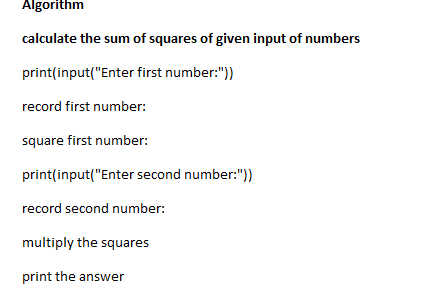 Algorithm
calculate the sum of squares of given input of numbers
print(input("Enter first number:"))
record first number:
square first number:
print(input("Enter second number:"))
record second number:
multiply the squares
print the answer